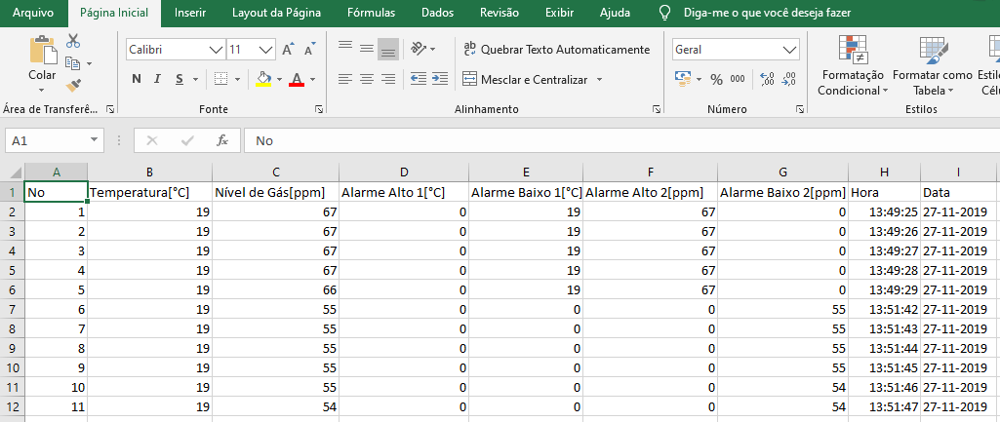 Arquivo Página Inicial Inserir Layout da Página Fórmulas Dados Revisão Exibir Ajuda Diga-me o que você deseja fazer
Colar
Área de Transferê...
Calibri 11
N I S
Fonte
Quebrar Texto Automaticamente
Mesclar e Centralizar
Alinhamento
Geral
% 000
Número
Formatação Condicional
Formatar como Tabela
Estilo
Célu
Estilos
A1 fx No
A B C D E F G H I
1 No Temperatura[°C] Nível de Gás[ppm] Alarme Alto 1[°C] Alarme Baixo 1[°C] Alarme Alto 2[ppm] Alarme Baixo 2[ppm] Hora Data
2 1 19 67 0 19 67 0 13:49:25 27-11-2019
3 2 19 67 0 19 67 0 13:49:26 27-11-2019
4 3 19 67 0 19 67 0 13:49:27 27-11-2019
5 4 19 67 0 19 67 0 13:49:28 27-11-2019
6 5 19 66 0 19 67 0 13:49:29 27-11-2019
7 6 19 55 0 0 0 55 13:51:42 27-11-2019
8 7 19 55 0 0 0 55 13:51:43 27-11-2019
9 8 19 55 0 0 0 55 13:51:44 27-11-2019
10 9 19 55 0 0 0 55 13:51:45 27-11-2019
11 10 19 55 0 0 0 54 13:51:46 27-11-2019
12 11 19 54 0 0 0 54 13:51:47 27-11-2019